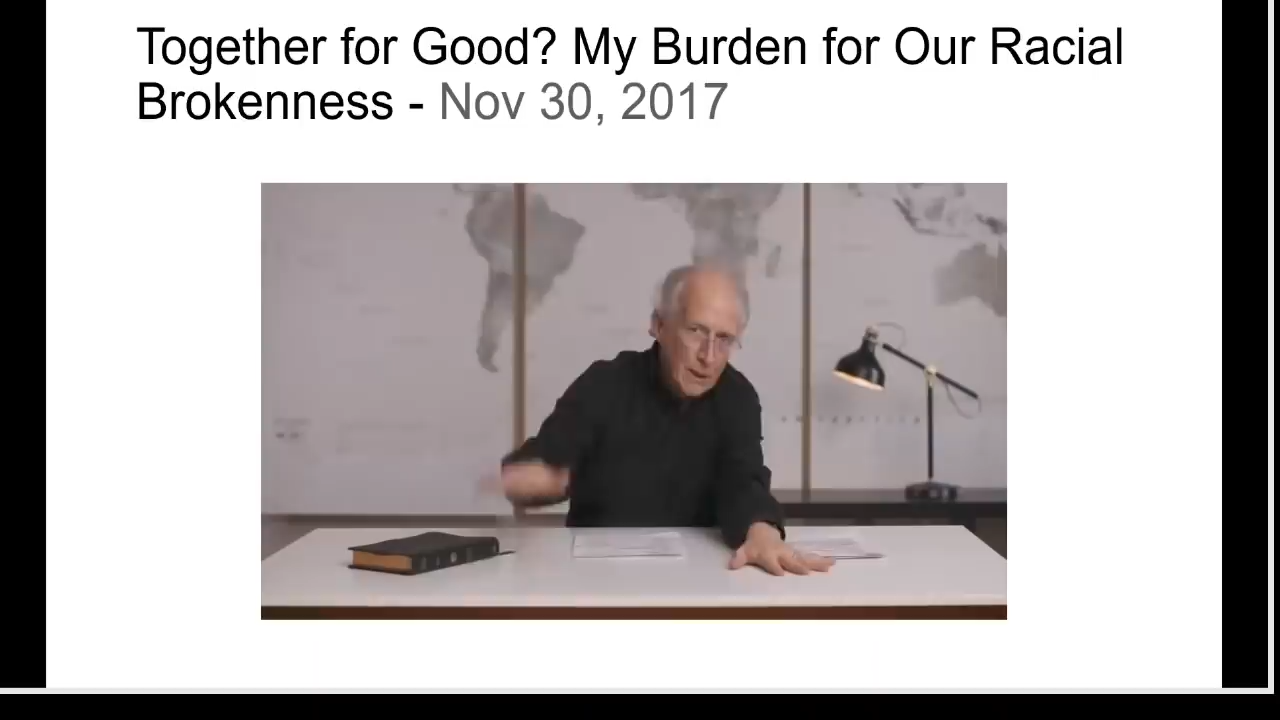 Together for Good? My Burden for Our Racial
Brokenness - Nov 30, 2017